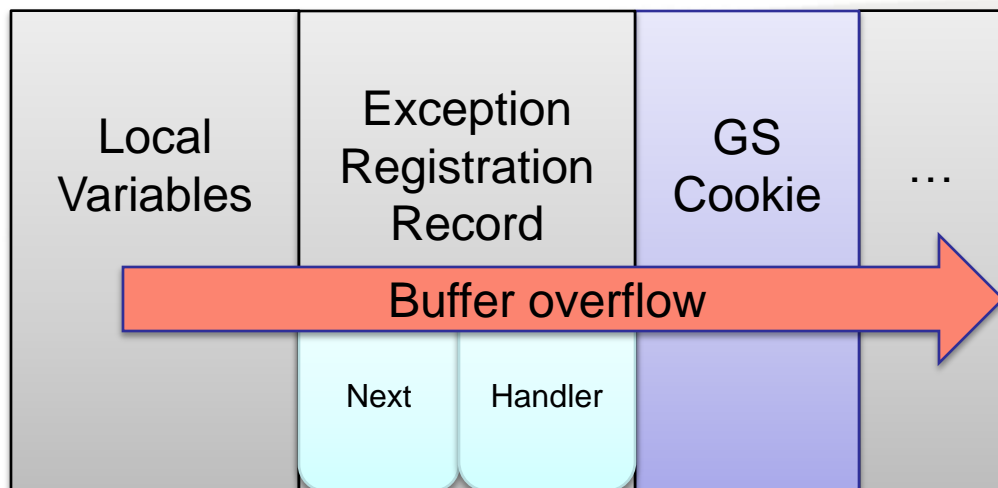 Local
Variables
Exception
Registration
Record
GS
Cookie
...
Buffer overflow
Next
Handler